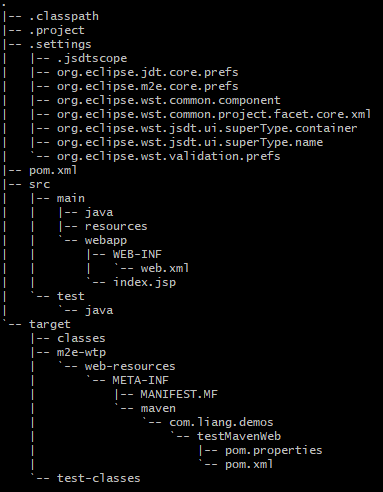 .
|-- .classpath
|-- .project
|-- .settings
|   |-- .jsdtscope
|   |-- org.eclipse.jdt.core.prefs
|   |-- org.eclipse.m2e.core.prefs
|   |-- org.eclipse.wst.common.component
|   |-- org.eclipse.wst.common.project.facet.core.xml
|   |-- org.eclipse.wst.jsdt.ui.superType.container
|   |-- org.eclipse.wst.jsdt.ui.superType.name
|   `-- org.eclipse.wst.validation.prefs
|-- pom.xml
|-- src
|   |-- main
|   |   |-- java
|   |   |-- resources
|   |   `-- webapp
|   |       |-- WEB-INF
|   |       |   `-- web.xml
|   |       `-- index.jsp
|   `-- test
|       `-- java
`-- target
    |-- classes
    |-- m2e-wtp
    |   `-- web-resources
    |       `-- META-INF
    |           |-- MANIFEST.MF
    |           `-- maven
    |               `-- com.liang.demos
    |                   `-- testMavenWeb
    |                       |-- pom.properties
    |                       `-- pom.xml
    `-- test-classes